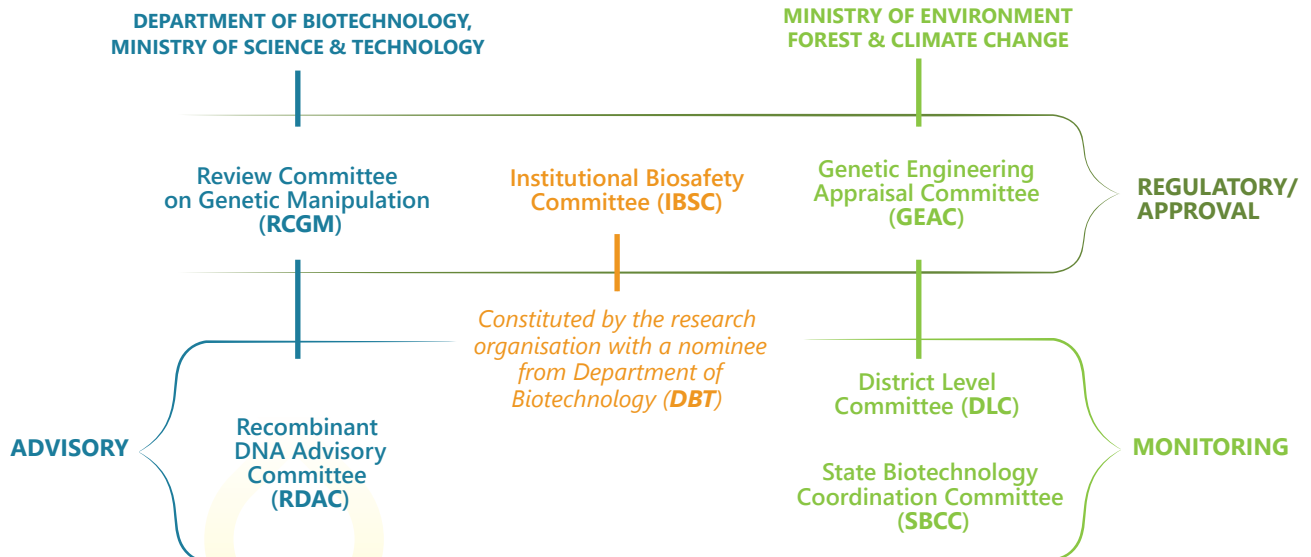 DEPARTMENT OF BIOTECHNOLOGY,
MINISTRY OF SCIENCE & TECHNOLOGY
MINISTRY OF ENVIRONMENT
FOREST & CLIMATE CHANGE
Review Committee
on Genetic Manipulation
(RCGM)
Institutional Biosafety
Committee (IBSC)
Genetic Engineering
Appraisal Committee
(GEAC)
REGULATORY/
APPROVAL
Constituted by the research
organisation with a nominee
from Department of
Biotechnology (DBT)
ADVISORY
Recombinant
DNA Advisory
Committee
(RDAC)
District Level
Committee (DLC)
State Biotechnology
Coordination Committee
(SBCC)
MONITORING